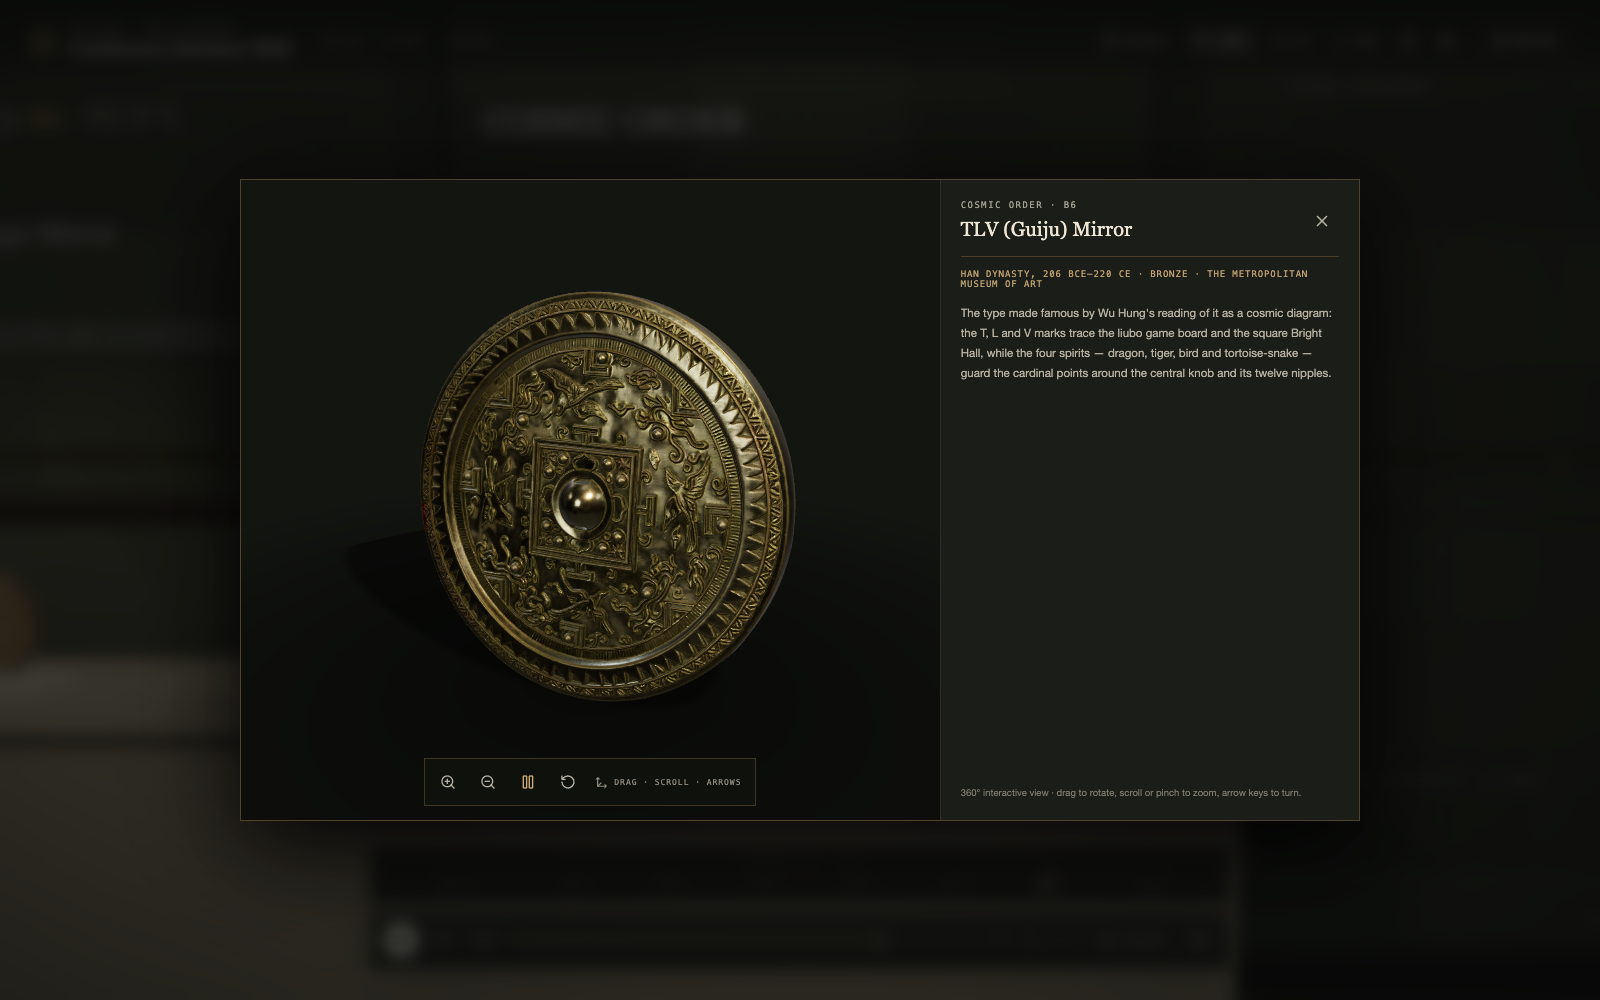 COSMIC ORDER
COSMIC ORDER · B6
TLV (Guiju) Mirror
HAN DYNASTY, 206 BCE–220 CE · BRONZE · THE METROPOLITAN
MUSEUM OF ART
The type made famous by Wu Hung's reading of it as a cosmic diagram:
the T, L and V marks trace the liubo game board and the square Bright
Hall, while the four spirits — dragon, tiger, bird and tortoise-snake —
guard the cardinal points around the central knob and its twelve nipples.
DRAG · SCROLL · ARROWS
360° interactive view · drag to rotate, scroll or pinch to zoom, arrow keys to turn.